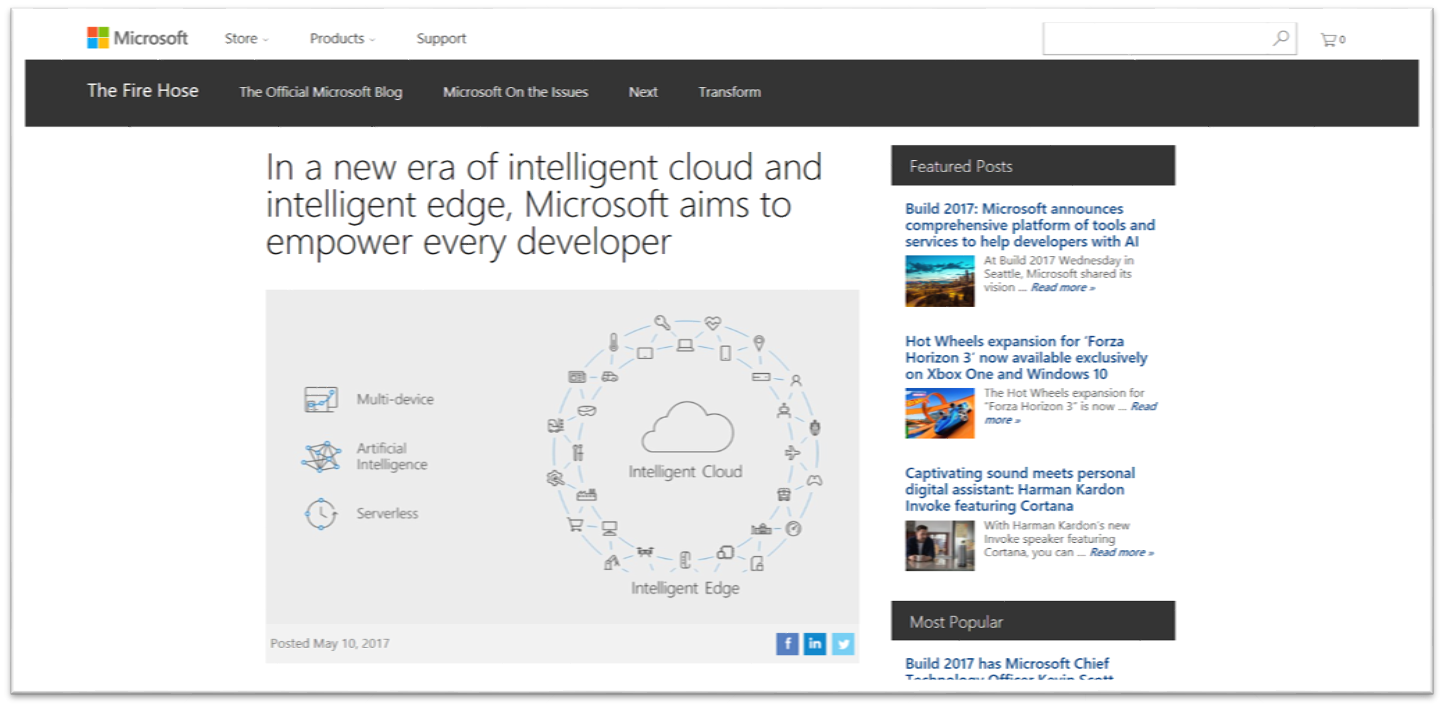 Microsoft Store Products Support 0
The Fire Hose The Official Microsoft Blog Microsoft On the Issues Next Transform
In a new era of intelligent cloud and
intelligent edge, Microsoft aims to
empower every developer
Multi-device
Artificial
Intelligence
Serverless
Intelligent Cloud
Intelligent Edge
Posted May 10, 2017
f in
Featured Posts
Build 2017: Microsoft announces
comprehensive platform of tools and
services to help developers with AI
At Build 2017 Wednesday in
Seattle, Microsoft shared its
vision ... Read more »
Hot Wheels expansion for ‘Forza
Horizon 3’ now available exclusively
on Xbox One and Windows 10
The Hot Wheels expansion for
“Forza Horizon 3” is now ... Read
more »
Captivating sound meets personal
digital assistant: Harman Kardon
Invoke featuring Cortana
With Harman Kardon’s new
Invoke speaker featuring
Cortana, you can ... Read more »
Most Popular
Build 2017 has Microsoft Chief
Technology Officer Kevin Scott